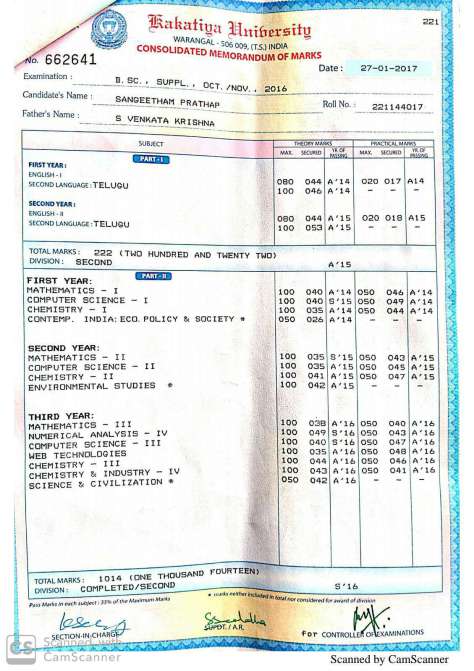 221
Kakatiya University
WARANGAL - 506 009, (T.S.) INDIA
CONSOLIDATED MEMORANDUM OF MARKS
No. 662641
Date : 27-01-2017
Examination : B.SC., SUPPL., OCT./NOV., 2016
Candidate's Name : SANGEETHAM PRATHAP
Roll No. : 221144017
Father's Name : S VENKATA KRISHNA
SUBJECT THEORY MARKS PRACTICAL MARKS
MAX. SECURED YR. OF PASSING MAX. SECURED YR. OF PASSING
PART-I
FIRST YEAR :
ENGLISH - I 080 044 A'14 020 017 A14
SECOND LANGUAGE : TELUGU 100 046 A'14 - - -
SECOND YEAR :
ENGLISH - II 080 044 A'15 020 018 A15
SECOND LANGUAGE : TELUGU 100 053 A'15 - - -
TOTAL MARKS : 222 (TWO HUNDRED AND TWENTY TWO)
DIVISION : SECOND A'15
PART-II
FIRST YEAR:
MATHEMATICS - I 100 040 A'14 050 046 A'14
COMPUTER SCIENCE - I 100 040 S'15 050 049 A'14
CHEMISTRY - I 100 035 A'14 050 044 A'14
CONTEMP. INDIA:ECO.POLICY & SOCIETY * 050 026 A'14 - - -
SECOND YEAR:
MATHEMATICS - II 100 035 S'15 050 043 A'15
COMPUTER SCIENCE - II 100 035 A'15 050 045 A'15
CHEMISTRY - II 100 041 A'15 050 047 A'15
ENVIRONMENTAL STUDIES * 100 042 A'15 - - -
THIRD YEAR:
MATHEMATICS - III 100 038 A'16 050 040 A'16
NUMERICAL ANALYSIS - IV 100 049 S'16 050 043 A'16
COMPUTER SCIENCE - III 100 040 S'16 050 047 A'16
WEB TECHNOLOGIES 100 035 A'16 050 048 A'16
CHEMISTRY - III 100 044 A'16 050 046 A'16
CHEMISTRY & INDUSTRY - IV 100 043 A'16 050 041 A'16
SCIENCE & CIVILIZATION * 050 042 A'16 - - -
TOTAL MARKS : 1014 (ONE THOUSAND FOURTEEN)
DIVISION : COMPLETED/SECOND S'16
Pass Marks in each subject : 35% of the Maximum Marks
* marks neither included in total nor considered for award of division
SECTION-IN-CHARGE
SUPDT./A.R.
for CONTROLLER OF EXAMINATIONS
CS Scanned with
CamScanner
Scanned by CamScanner